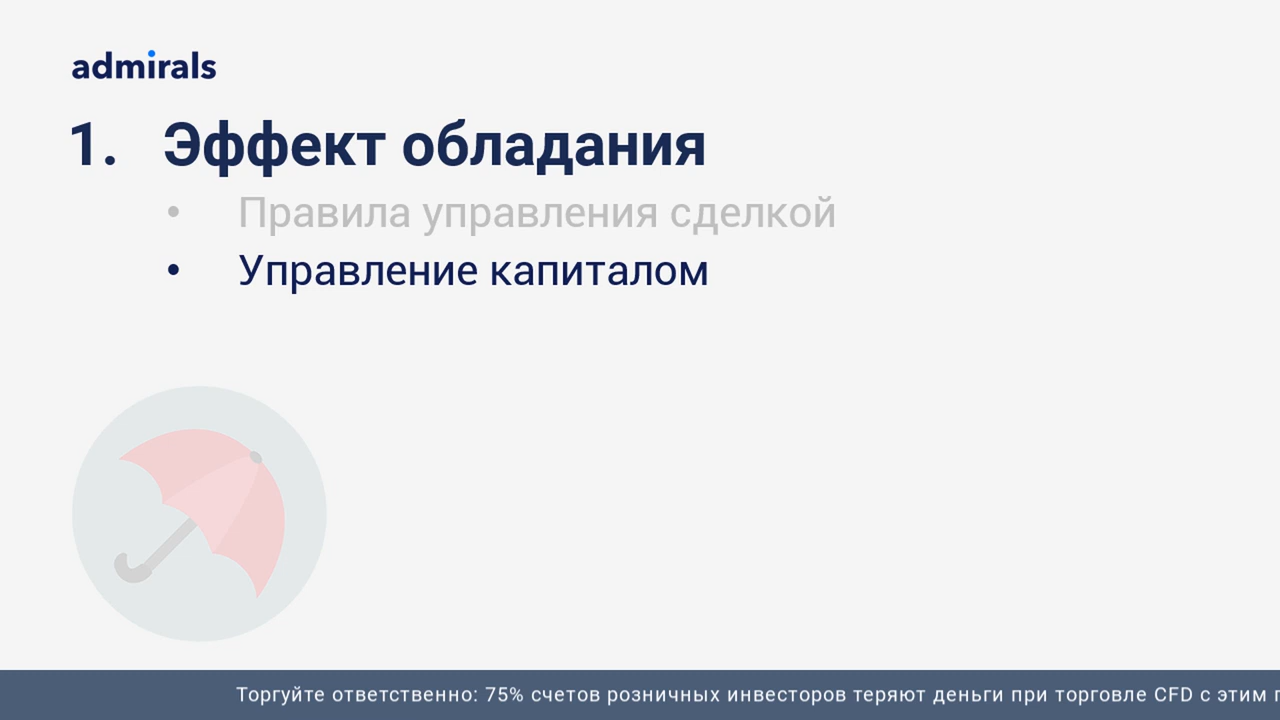 admirals
1. Эффект обладания
• Правила управления сделкой
• Управление капиталом
Торгуйте ответственно: 75% счетов розничных инвесторов теряют деньги при торговле CFD с этим